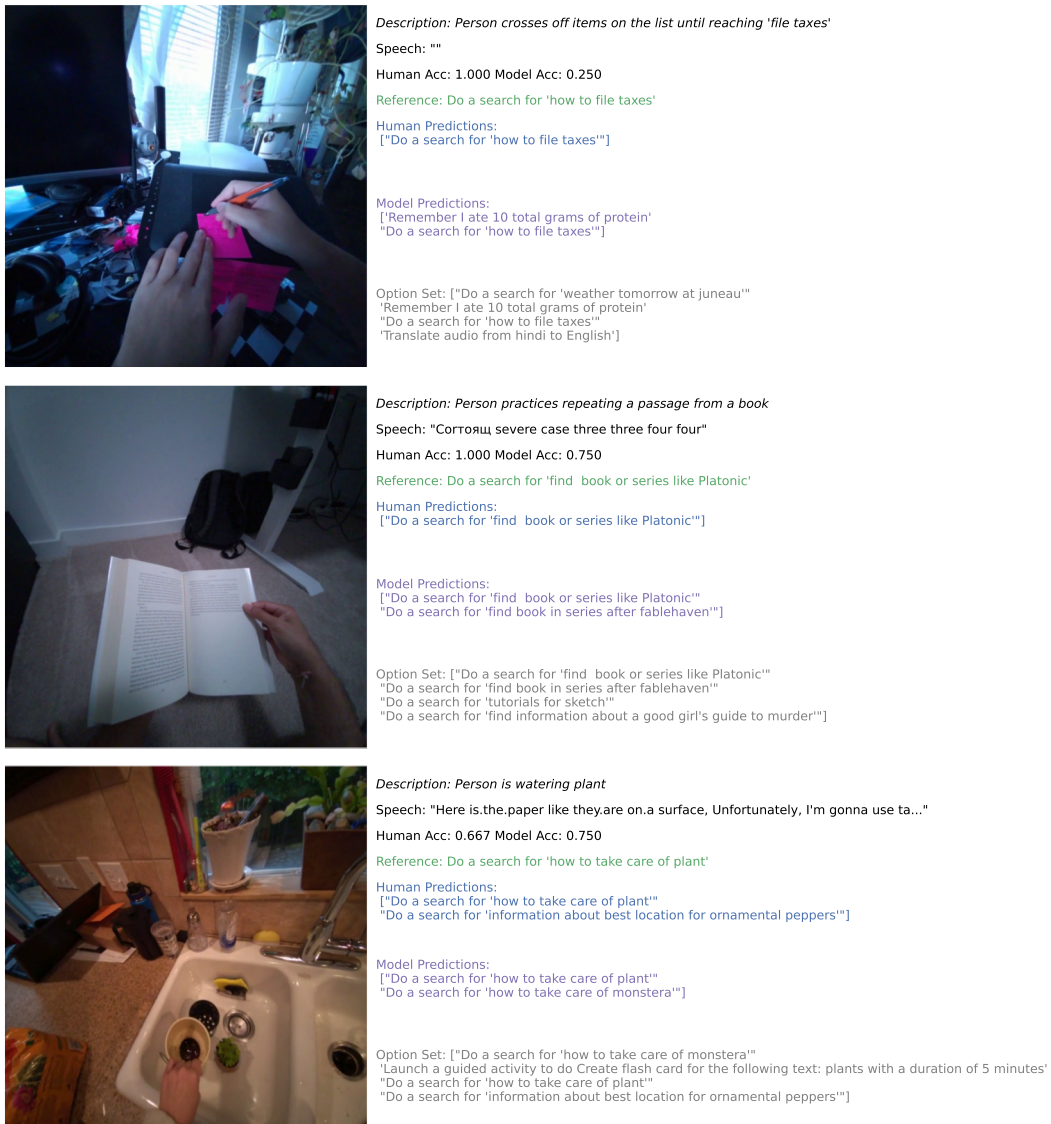 Description: Person crosses off items on the list until reaching 'file taxes'
Speech: ""
Human Acc: 1.000 Model Acc: 0.250
Reference: Do a search for 'how to file taxes'
Human Predictions:
["Do a search for 'how to file taxes'"]
Model Predictions:
['Remember I ate 10 total grams of protein'
"Do a search for 'how to file taxes'"]
Option Set: ["Do a search for 'weather tomorrow at juneau'"
'Remember I ate 10 total grams of protein'
"Do a search for 'how to file taxes'"
'Translate audio from hindi to English']
Description: Person practices repeating a passage from a book
Speech: "Согтоящ severe case three three four four"
Human Acc: 1.000 Model Acc: 0.750
Reference: Do a search for 'find  book or series like Platonic'
Human Predictions:
["Do a search for 'find  book or series like Platonic'"]
Model Predictions:
["Do a search for 'find  book or series like Platonic'"
"Do a search for 'find book in series after fablehaven'"]
Option Set: ["Do a search for 'find  book or series like Platonic'"
"Do a search for 'find book in series after fablehaven'"
"Do a search for 'tutorials for sketch'"
"Do a search for 'find information about a good girl's guide to murder'"]
Description: Person is watering plant
Speech: "Here is.the.paper like they.are on.a surface, Unfortunately, I'm gonna use ta..."
Human Acc: 0.667 Model Acc: 0.750
Reference: Do a search for 'how to take care of plant'
Human Predictions:
["Do a search for 'how to take care of plant'"
"Do a search for 'information about best location for ornamental peppers'"]
Model Predictions:
["Do a search for 'how to take care of plant'"
"Do a search for 'how to take care of monstera'"]
Option Set: ["Do a search for 'how to take care of monstera'"
'Launch a guided activity to do Create flash card for the following text: plants with a duration of 5 minutes'
"Do a search for 'how to take care of plant'"
"Do a search for 'information about best location for ornamental peppers'"]